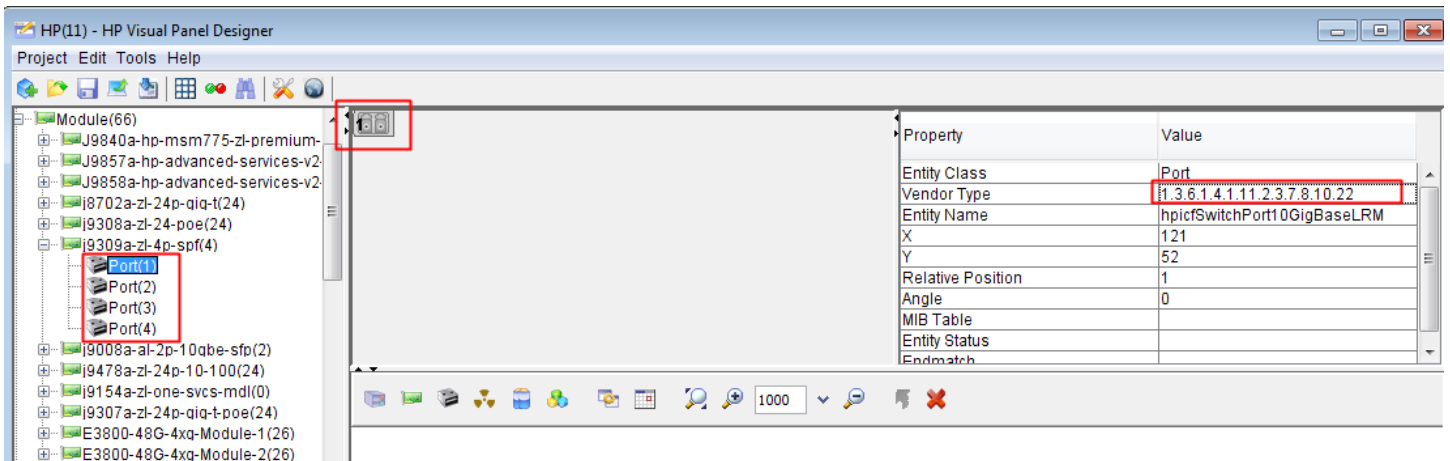 HP(11) - HP Visual Panel Designer
Project Edit Tools Help
Module(66)
J9840a-hp-msm775-zl-premium-
J9857a-hp-advanced-services-v2-
J9858a-hp-advanced-services-v2-
j8702a-zl-24p-gig-t(24)
j9308a-zl-24-poe(24)
j9309a-zl-4p-spf(4)
Port(1)
Port(2)
Port(3)
Port(4)
j9008a-al-2p-10gbe-sfp(2)
j9478a-zl-24p-10-100(24)
j9154a-zl-one-svcs-mdl(0)
j9307a-zl-24p-gig-t-poe(24)
E3800-48G-4xg-Module-1(26)
E3800-48G-4xg-Module-2(26)
1
Property Value
Entity Class Port
Vendor Type 1.3.6.1.4.1.11.2.3.7.8.10.22
Entity Name hpicfSwitchPort10GigBaseLRM
X 121
Y 52
Relative Position 1
Angle 0
MIB Table
Entity Status
Endmatch
1000